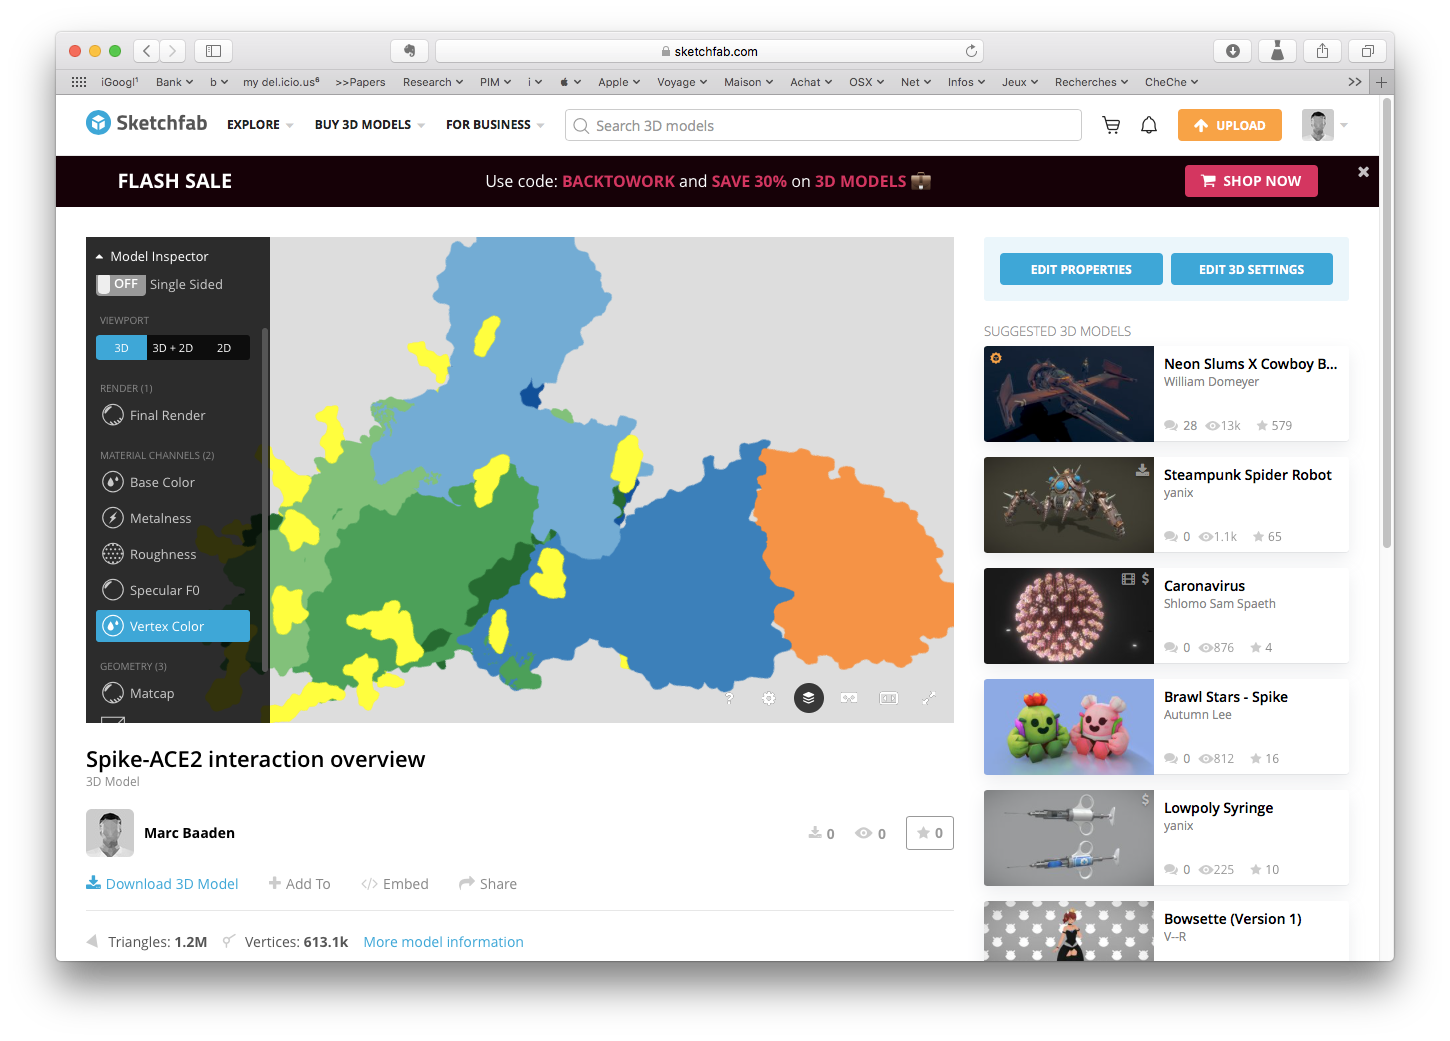 sketchfab.com
iGoogl¹
Bank
b
my del.icio.us⁶
>>Papers
Research
PIM
i
Apple
Voyage
Maison
Achat
OSX
Net
Infos
Jeux
Recherches
CheChe
Sketchfab
EXPLORE
BUY 3D MODELS
FOR BUSINESS
Search 3D models
UPLOAD
FLASH SALE
Use code: BACKTOWORK and SAVE 30% on 3D MODELS
SHOP NOW
Model Inspector
OFF Single Sided
VIEWPORT
3D 3D + 2D 2D
RENDER (1)
Final Render
MATERIAL CHANNELS (2)
Base Color
Metalness
Roughness
Specular F0
Vertex Color
GEOMETRY (3)
Matcap
Spike-ACE2 interaction overview
3D Model
Marc Baaden
0 0 0
Download 3D Model
Add To
Embed
Share
Triangles: 1.2M
Vertices: 613.1k
More model information
EDIT PROPERTIES
EDIT 3D SETTINGS
SUGGESTED 3D MODELS
Neon Slums X Cowboy B...
William Domeyer
28 13k 579
Steampunk Spider Robot
yanix
0 1.1k 65
$
Caronavirus
Shlomo Sam Spaeth
0 876 4
Brawl Stars - Spike
Autumn Lee
0 812 16
$
Lowpoly Syringe
yanix
0 225 10
Bowsette (Version 1)
V--R